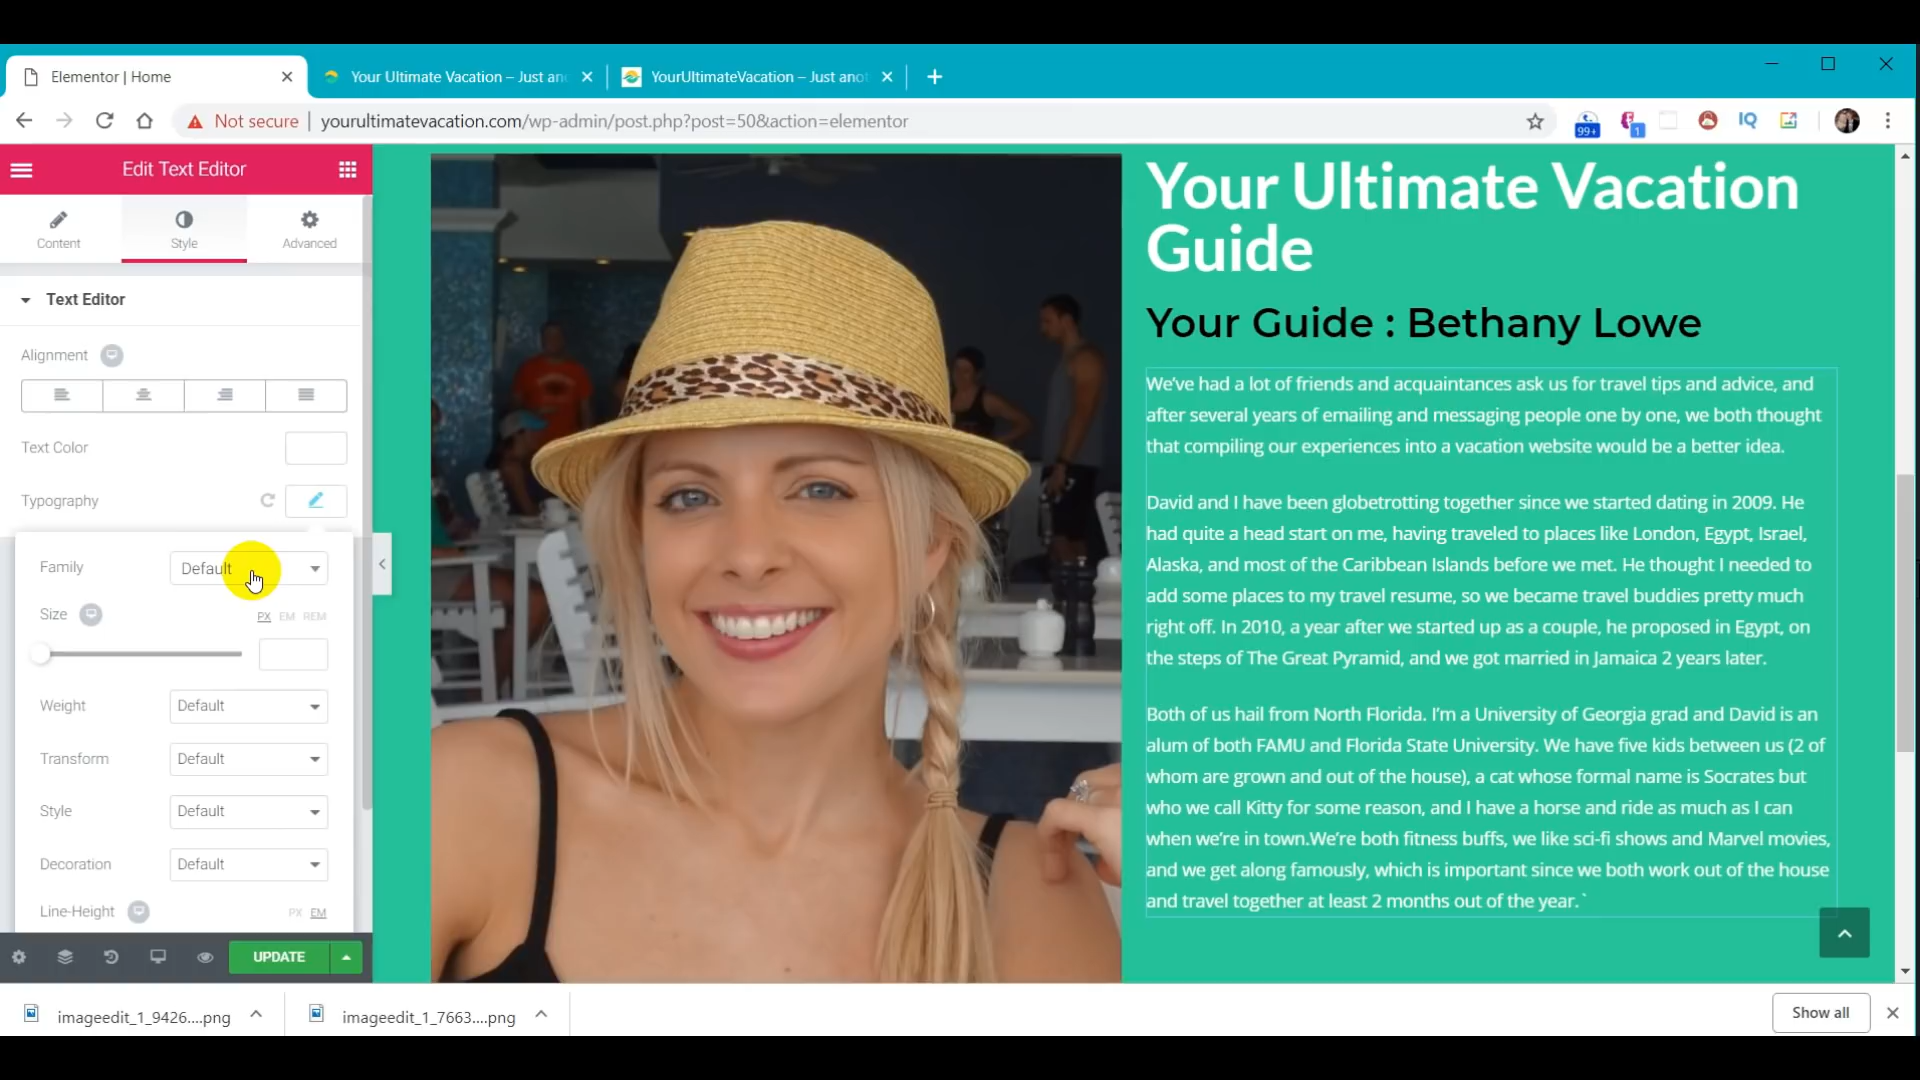 Elementor | Home
Your Ultimate Vacation – Just an
YourUltimateVacation – Just anot
Not secure | yourultimatevacation.com/wp-admin/post.php?post=50&action=elementor
99+
1
IQ
Edit Text Editor
Content
Style
Advanced
Text Editor
Alignment
Text Color
Typography
Family
Default
Size
PX EM REM
Weight
Default
Transform
Default
Style
Default
Decoration
Default
Line-Height
PX EM
UPDATE
Your Ultimate Vacation
Guide
Your Guide : Bethany Lowe
We've had a lot of friends and acquaintances ask us for travel tips and advice, and
after several years of emailing and messaging people one by one, we both thought
that compiling our experiences into a vacation website would be a better idea.
David and I have been globetrotting together since we started dating in 2009. He
had quite a head start on me, having traveled to places like London, Egypt, Israel,
Alaska, and most of the Caribbean Islands before we met. He thought I needed to
add some places to my travel resume, so we became travel buddies pretty much
right off. In 2010, a year after we started up as a couple, he proposed in Egypt, on
the steps of The Great Pyramid, and we got married in Jamaica 2 years later.
Both of us hail from North Florida. I'm a University of Georgia grad and David is an
alum of both FAMU and Florida State University. We have five kids between us (2 of
whom are grown and out of the house), a cat whose formal name is Socrates but
who we call Kitty for some reason, and I have a horse and ride as much as I can
when we're in town.We're both fitness buffs, we like sci-fi shows and Marvel movies,
and we get along famously, which is important since we both work out of the house
and travel together at least 2 months out of the year.`
imageedit_1_9426....png
imageedit_1_7663....png
Show all